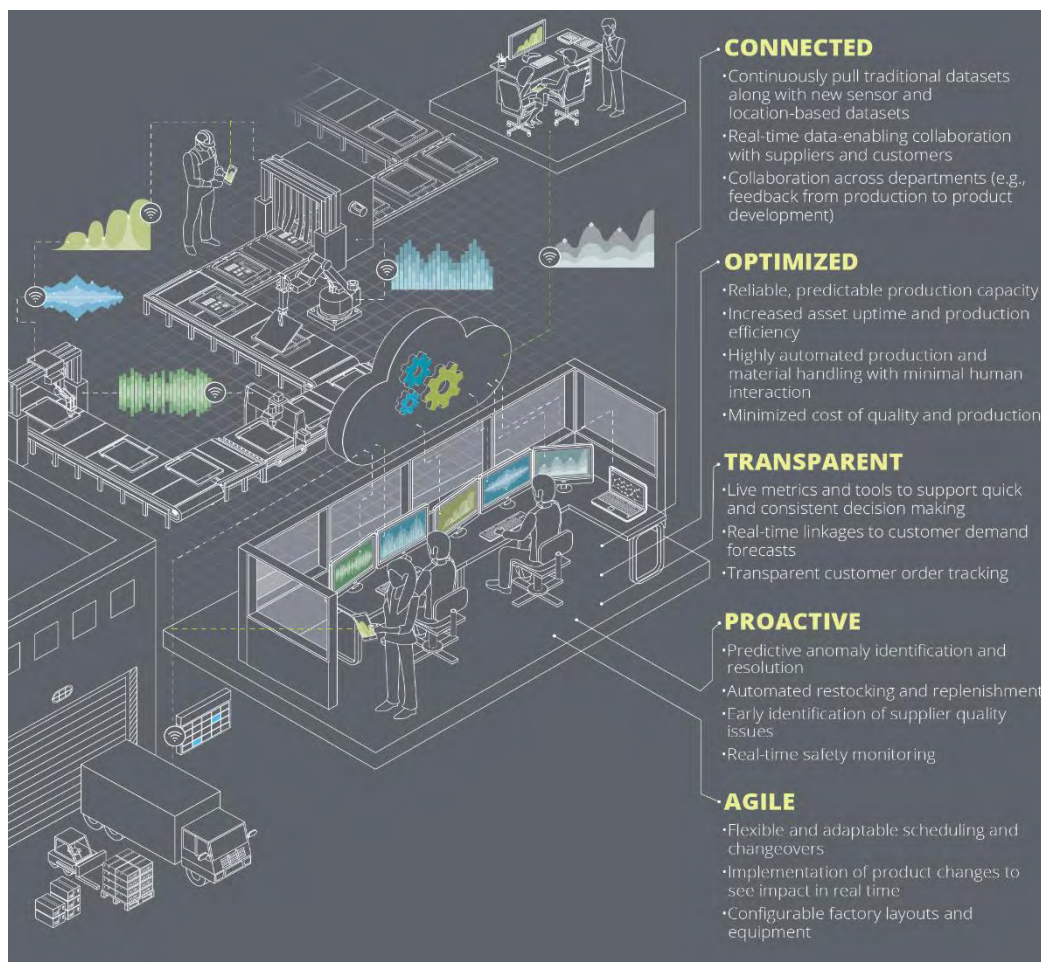 CONNECTED
•Continuously pull traditional datasets
along with new sensor and
location-based datasets
•Real-time data-enabling collaboration
with suppliers and customers
•Collaboration across departments (e.g.,
feedback from production to product
development)
OPTIMIZED
•Reliable, predictable production capacity
•Increased asset uptime and production
efficiency
•Highly automated production and
material handling with minimal human
interaction
•Minimized cost of quality and production
TRANSPARENT
•Live metrics and tools to support quick
and consistent decision making
•Real-time linkages to customer demand
forecasts
•Transparent customer order tracking
PROACTIVE
•Predictive anomaly identification and
resolution
•Automated restocking and replenishment
•Early identification of supplier quality
issues
•Real-time safety monitoring
AGILE
•Flexible and adaptable scheduling and
changeovers
•Implementation of product changes to
see impact in real time
•Configurable factory layouts and
equipment